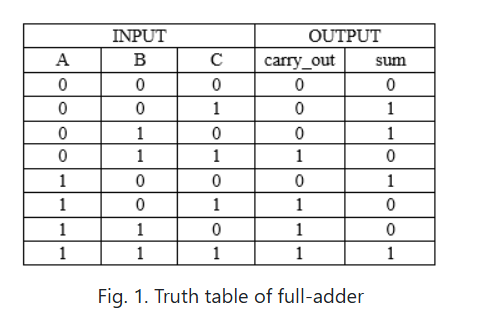 INPUT OUTPUT
A B C carry_out sum
0 0 0 0 0
0 0 1 0 1
0 1 0 0 1
0 1 1 1 0
1 0 0 0 1
1 0 1 1 0
1 1 0 1 0
1 1 1 1 1
Fig. 1. Truth table of full-adder